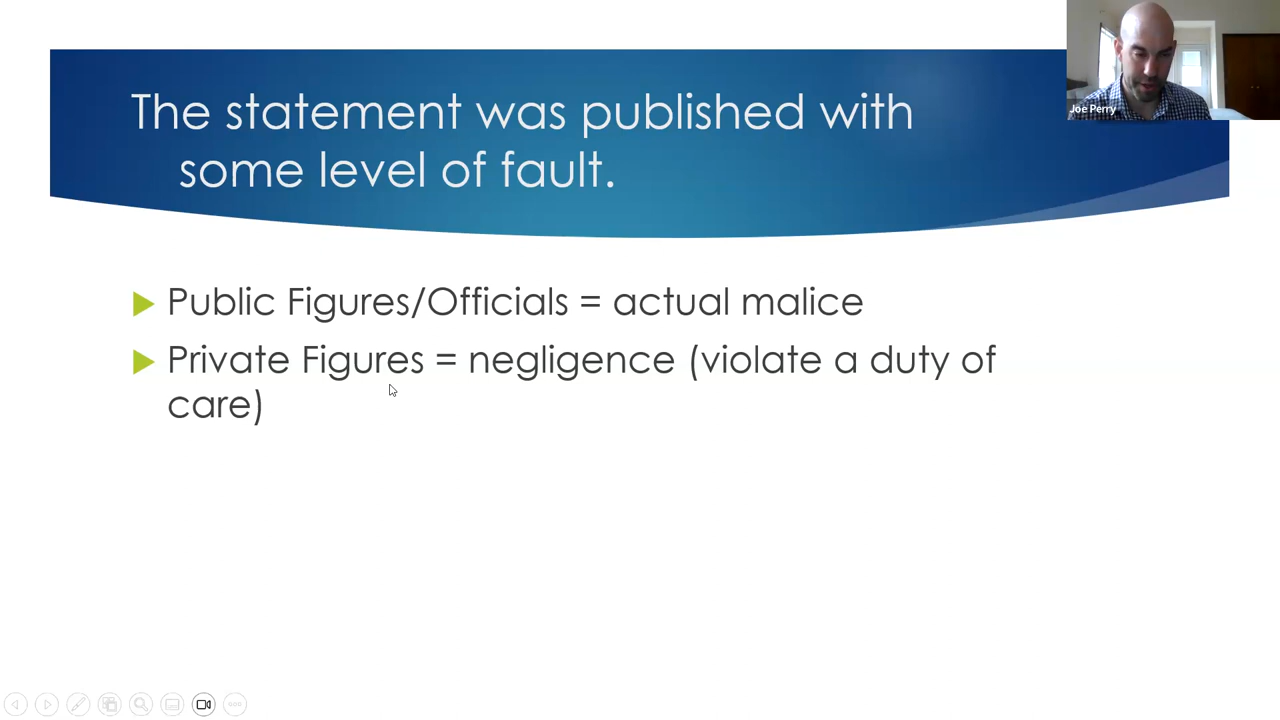 The statement was published with
some level of fault.
Joe Perry
Public Figures/Officials = actual malice
Private Figures = negligence (violate a duty of
care)